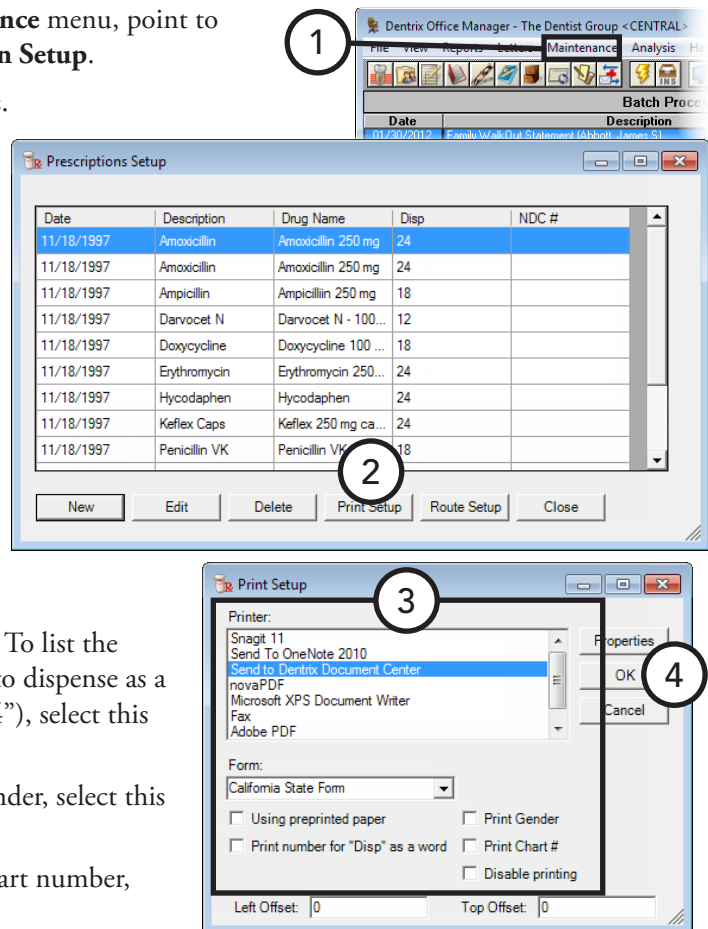 nce menu, point to
n Setup.
s.
1
Dentrix Office Manager - The Dentist Group <CENTRAL>
File View Reports Letters Maintenance Analysis He
INS
Batch Proce
Date Description
01/30/2012 Family WalkOut Statement (Abbott, James S)
Prescriptions Setup
Date Description Drug Name Disp NDC #
11/18/1997 Amoxicillin Amoxicillin 250 mg 24
11/18/1997 Amoxicillin Amoxicillin 250 mg 24
11/18/1997 Ampicillin Ampicilliin 250 mg 18
11/18/1997 Darvocet N Darvocet N - 100... 12
11/18/1997 Doxycycline Doxycycline 100 ... 18
11/18/1997 Erythromycin Erythromycin 250... 24
11/18/1997 Hycodaphen Hycodaphen 24
11/18/1997 Keflex Caps Keflex 250 mg ca... 24
11/18/1997 Penicillin VK Penicillin VK 18
2
New Edit Delete Print Setup Route Setup Close
Print Setup
3
Printer:
Snagit 11
Send To OneNote 2010
Send to Dentrix Document Center
novaPDF
Microsoft XPS Document Writer
Fax
Adobe PDF
Properties
OK
4
Cancel
Form:
California State Form
Using preprinted paper Print Gender
Print number for "Disp" as a word Print Chart #
Disable printing
Left Offset: 0 Top Offset: 0
To list the
to dispense as a
”), select this
nder, select this
art number,